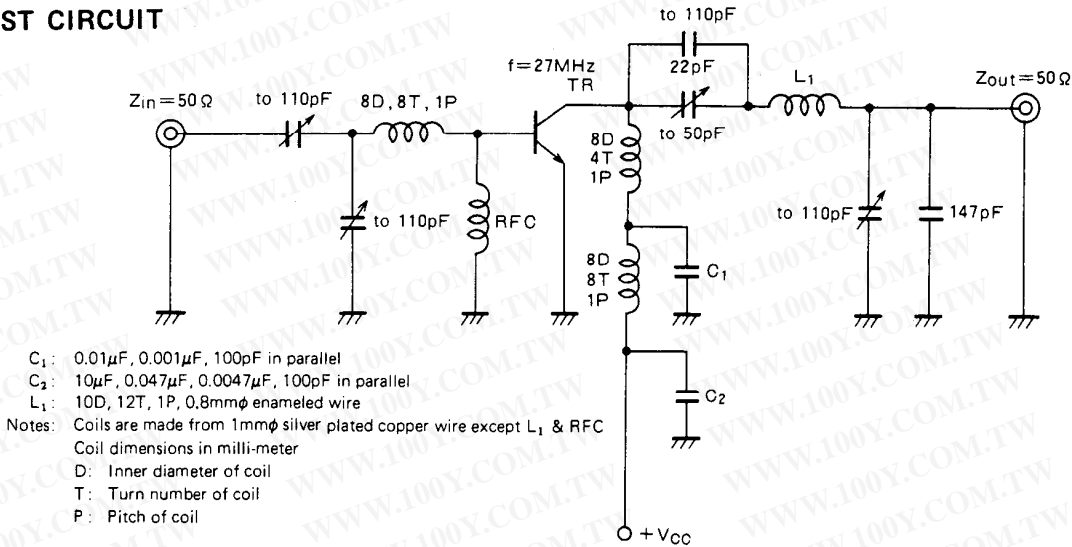 ST CIRCUIT
to 110pF
22pF
f=27MHz
TR
to 50pF
L1
Zout=50Ω
Zin=50Ω
to 110pF
8D, 8T, 1P
to 110pF
RFC
8D
4T
1P
8D
8T
1P
C1
C2
to 110pF
147pF
+VCC
C1: 0.01μF, 0.001μF, 100pF in parallel
C2: 10μF, 0.047μF, 0.0047μF, 100pF in parallel
L1: 10D, 12T, 1P, 0.8mmφ enameled wire
Notes: Coils are made from 1mmφ silver plated copper wire except L1 & RFC
Coil dimensions in milli-meter
D: Inner diameter of coil
T: Turn number of coil
P: Pitch of coil
WWW.100Y.COM.TW